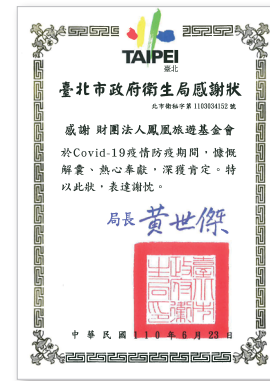 TAIPEI
臺北
臺北市政府衛生局感謝狀
北市衛秘字第1103034152號
感謝 財團法人鳳凰旅遊基金會
於Covid-19疫情防疫期間，慷慨
解囊、熱心奉獻，深獲肯定。特
以此狀，表達謝忱。
局長 黃世傑
臺北市
政府衛
生局印
中華民國110年6月23日